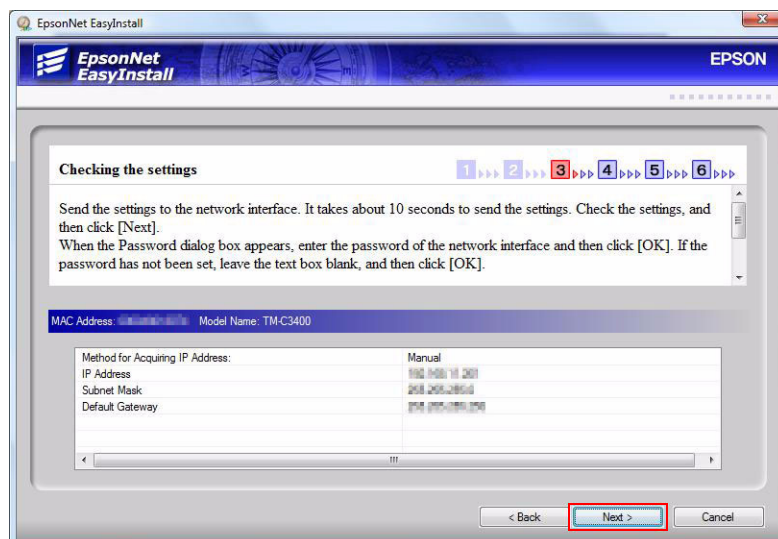 EpsonNet EasyInstall
EpsonNet
EasyInstall
EPSON
Checking the settings
1 2 3 4 5 6
Send the settings to the network interface. It takes about 10 seconds to send the settings. Check the settings, and
then click [Next].
When the Password dialog box appears, enter the password of the network interface and then click [OK]. If the
password has not been set, leave the text box blank, and then click [OK].
MAC Address: Model Name: TM-C3400
Method for Acquiring IP Address: Manual
IP Address
Subnet Mask
Default Gateway
< Back Next > Cancel